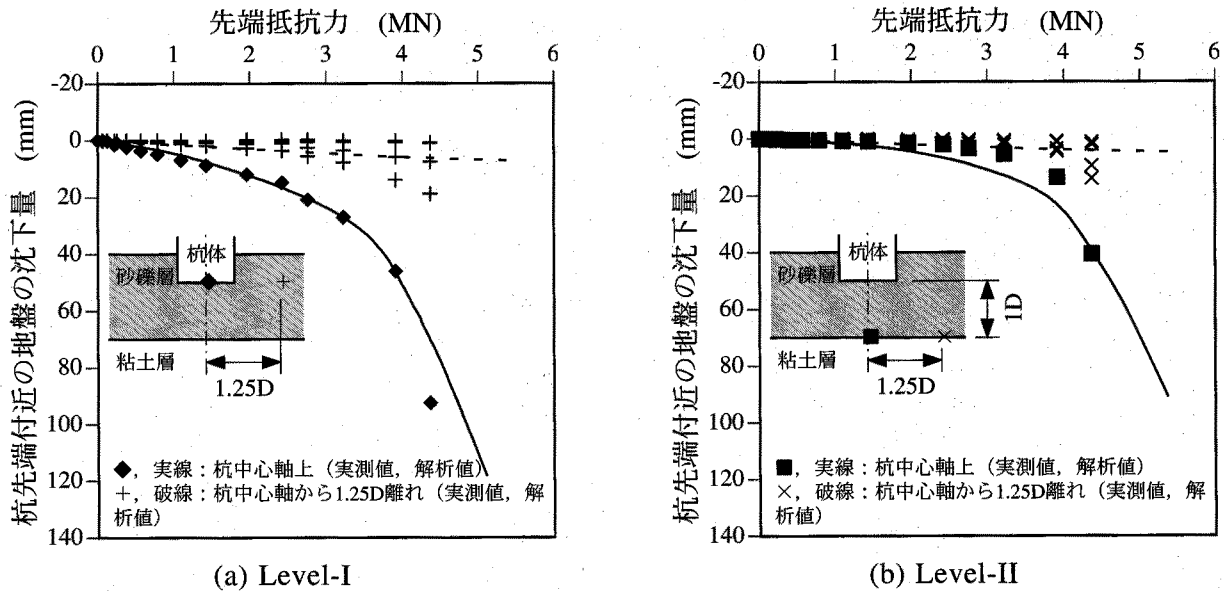 先端抵抗力 (MN)
0 1 2 3 4 5 6
杭先端付近の地盤の沈下量 (mm)
-20
0
20
40
60
80
100
120
140
杭体
砂礫層
粘土層
1.25D
◆, 実線:杭中心軸上(実測値,解析値)
+, 破線:杭中心軸から1.25D離れ(実測値,解
析値)
(a) Level-I
先端抵抗力 (MN)
0 1 2 3 4 5 6
杭先端付近の地盤の沈下量 (mm)
-20
0
20
40
60
80
100
120
140
杭体
砂礫層
1D
粘土層
1.25D
■, 実線:杭中心軸上(実測値,解析値)
×, 破線:杭中心軸から1.25D離れ(実測値,解
析値)
(b) Level-II